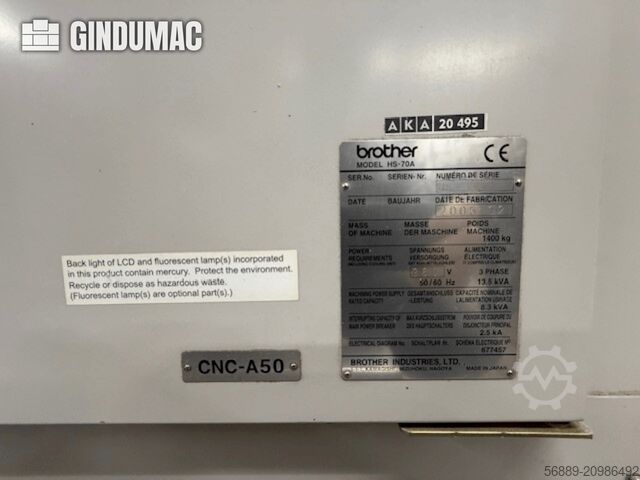 GINDUMAC
AKA 20 495
brother
MODEL HS-70A
CE
SER.No. SERIEN-Nr. NUMÉRO DE SÉRIE
DATE BAUJAHR DATE DE FABRICATION
MASS MASSE POIDS
OF MACHINE DER MASCHINE MACHINE
1400 kg
POWER SPANNUNGS ALIMENTATION
REQUIREMENTS VERSORGUNG ÉLECTRIQUE
V 3 PHASE
50/60 Hz 13.5 kVA
MACHINING POWER SUPPLY GESAMTANSCHLUSS CAPACITÉ NOMINALE DE
RATED CAPACITY -LEISTUNG L'ALIMENTATION USINAGE
8.3 kVA
INTERRUPTING CAPACITY OF MAX.KURZSCHLUSSSTROM POUVOIR DE COUPURE DU
MAIN POWER BREAKER DES HAUPTSCHALTERS DISJONCTEUR PRINCIPAL
2.5 kA
ELECTRICAL DIAGRAM No SCHALTPLAN Nr. SCHÉMA ÉLECTRIQUE No
677457
BROTHER INDUSTRIES, LTD.
MIZUHOKU, NAGOYA MADE IN JAPAN
Back light of LCD and fluorescent lamp(s) incorporated
in this product contain mercury. Protect the environment.
Recycle or dispose as hazardous waste.
(Fluorescent lamp(s) are optional part(s).)
CNC-A50
56889-20986492